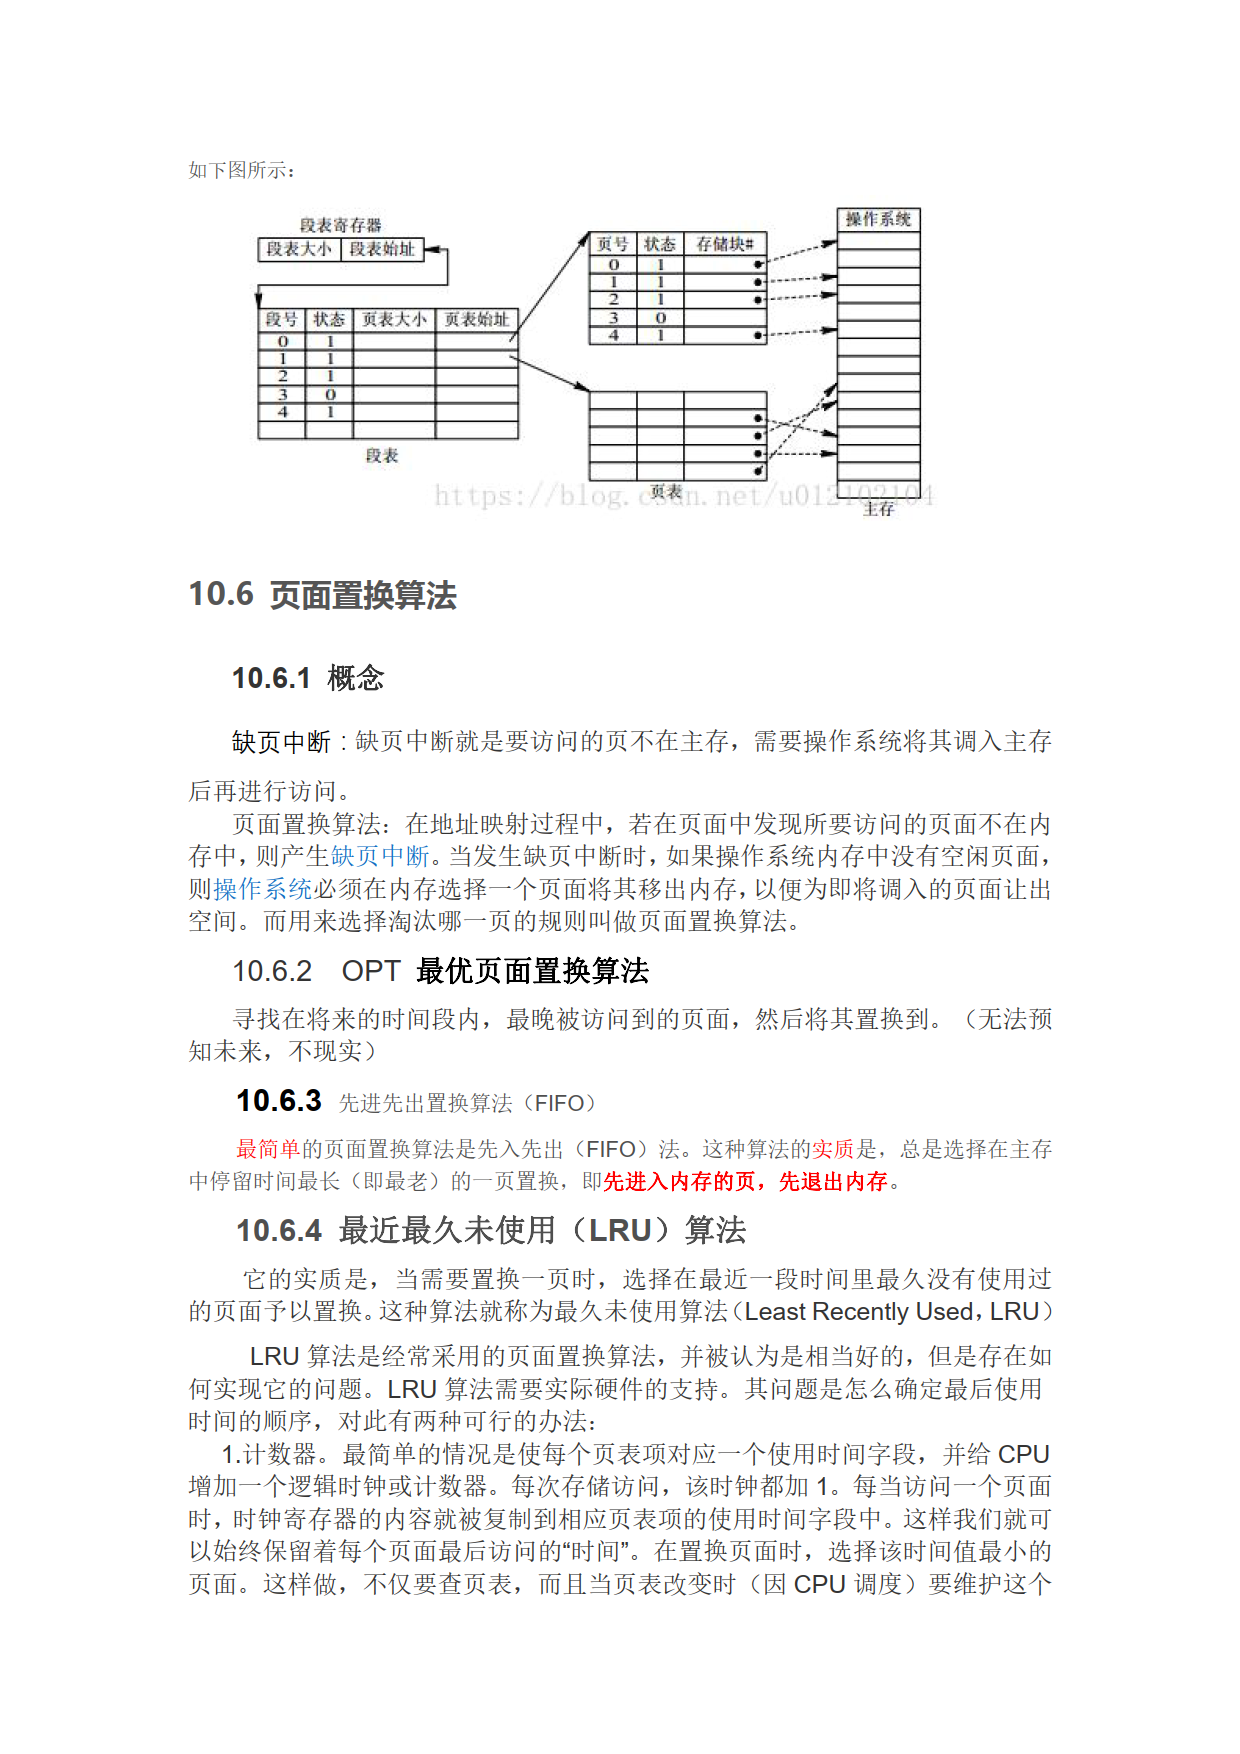 如下图所示：
段表寄存器
段表大小 段表始址
段号 状态 页表大小 页表始址
0 1
1 1
2 1
3 0
4 1
段表
页号 状态 存储块#
0 1
1 1
2 1
3 0
4 1
页表
操作系统
主存
https://blog.csdn.net/u012102104
10.6 页面置换算法
10.6.1 概念
缺页中断：缺页中断就是要访问的页不在主存，需要操作系统将其调入主存
后再进行访问。
页面置换算法：在地址映射过程中，若在页面中发现所要访问的页面不在内
存中，则产生缺页中断。当发生缺页中断时，如果操作系统内存中没有空闲页面，
则操作系统必须在内存选择一个页面将其移出内存，以便为即将调入的页面让出
空间。而用来选择淘汰哪一页的规则叫做页面置换算法。
10.6.2 OPT 最优页面置换算法
寻找在将来的时间段内，最晚被访问到的页面，然后将其置换到。（无法预
知未来，不现实）
10.6.3 先进先出置换算法（FIFO）
最简单的页面置换算法是先入先出（FIFO）法。这种算法的实质是，总是选择在主存
中停留时间最长（即最老）的一页置换，即先进入内存的页，先退出内存。
10.6.4 最近最久未使用（LRU）算法
它的实质是，当需要置换一页时，选择在最近一段时间里最久没有使用过
的页面予以置换。这种算法就称为最久未使用算法（Least Recently Used，LRU）
LRU 算法是经常采用的页面置换算法，并被认为是相当好的，但是存在如
何实现它的问题。LRU 算法需要实际硬件的支持。其问题是怎么确定最后使用
时间的顺序，对此有两种可行的办法：
1.计数器。最简单的情况是使每个页表项对应一个使用时间字段，并给 CPU
增加一个逻辑时钟或计数器。每次存储访问，该时钟都加 1。每当访问一个页面
时，时钟寄存器的内容就被复制到相应页表项的使用时间字段中。这样我们就可
以始终保留着每个页面最后访问的“时间”。在置换页面时，选择该时间值最小的
页面。这样做，不仅要查页表，而且当页表改变时（因 CPU 调度）要维护这个